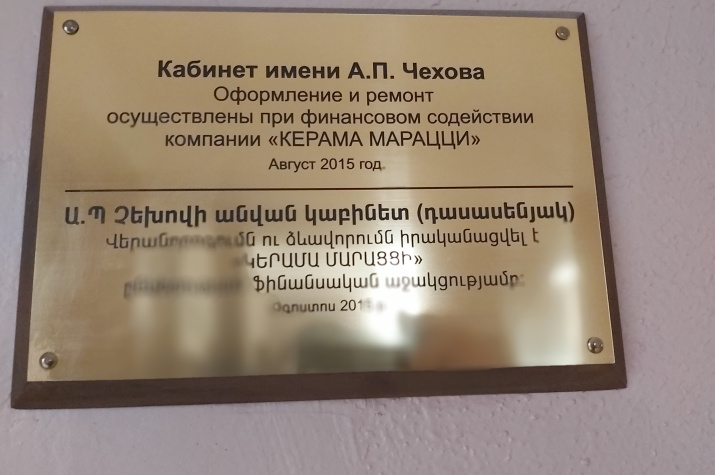 Кабинет имени А.П. Чехова
Оформление и ремонт
осуществлены при финансовом содействии
компании «КЕРАМА МАРАЦЦИ»
Август 2015 год.
Ա.Պ Չեխովի անվան կաբինետ (դասասենյակ)
ու ձևավորումն իրականացվել է
«ԿԵՐԱՄԱ ՄԱՐԱՑՑԻ»
ֆինանսական աջակցությամբ:
Օգոստոս